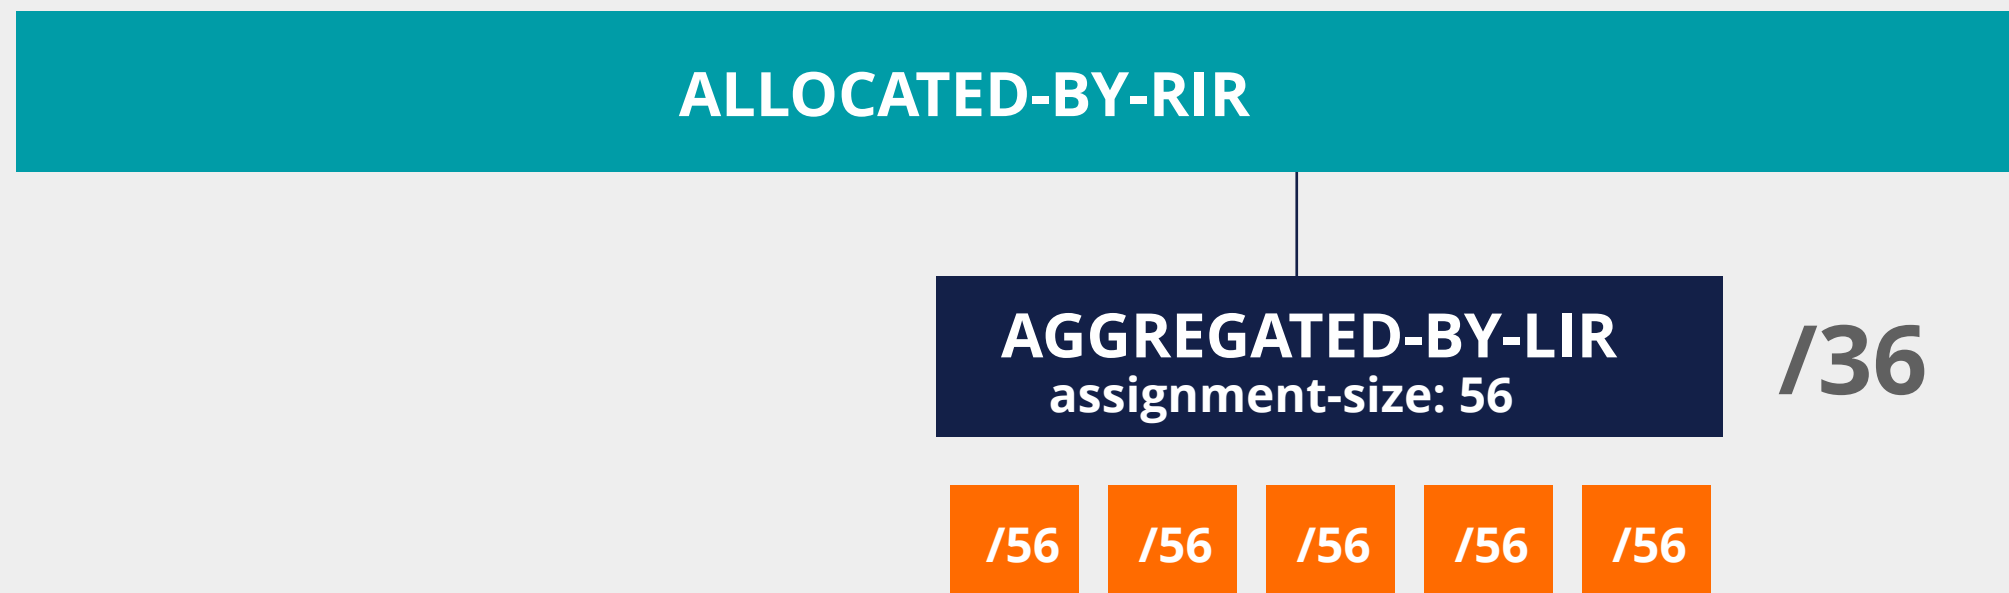 ALLOCATED-BY-RIR
AGGREGATED-BY-LIR
assignment-size: 56
/36
/56 /56 /56 /56 /56